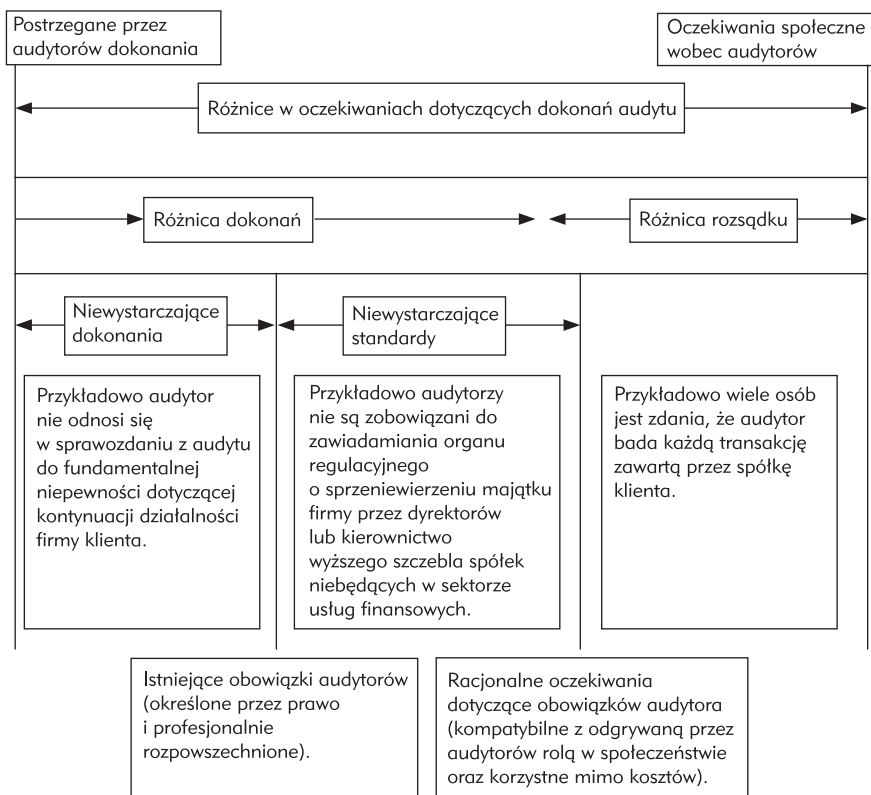 Postrzegane przez
audytorów dokonania
Oczekiwania społeczne
wobec audytorów
Różnice w oczekiwaniach dotyczących dokonań audytu
Różnica dokonań
Różnica rozsądku
Niewystarczające
dokonania
Niewystarczające
standardy
Przykładowo audytor
nie odnosi się
w sprawozdaniu z audytu
do fundamentalnej
niepewności dotyczącej
kontynuacji działalności
firmy klienta.
Przykładowo audytorzy
nie są zobowiązani do
zawiadamiania organu
regulacyjnego
o sprzeniewierzeniu majątku
firmy przez dyrektorów
lub kierownictwo
wyższego szczebla spółek
niebędących w sektorze
usług finansowych.
Przykładowo wiele osób
jest zdania, że audytor
bada każdą transakcję
zawartą przez spółkę
klienta.
Istniejące obowiązki audytorów
(określone przez prawo
i profesjonalnie
rozpowszechnione).
Racjonalne oczekiwania
dotyczące obowiązków audytora
(kompatybilne z odgrywaną przez
audytorów rolą w społeczeństwie
oraz korzystne mimo kosztów).